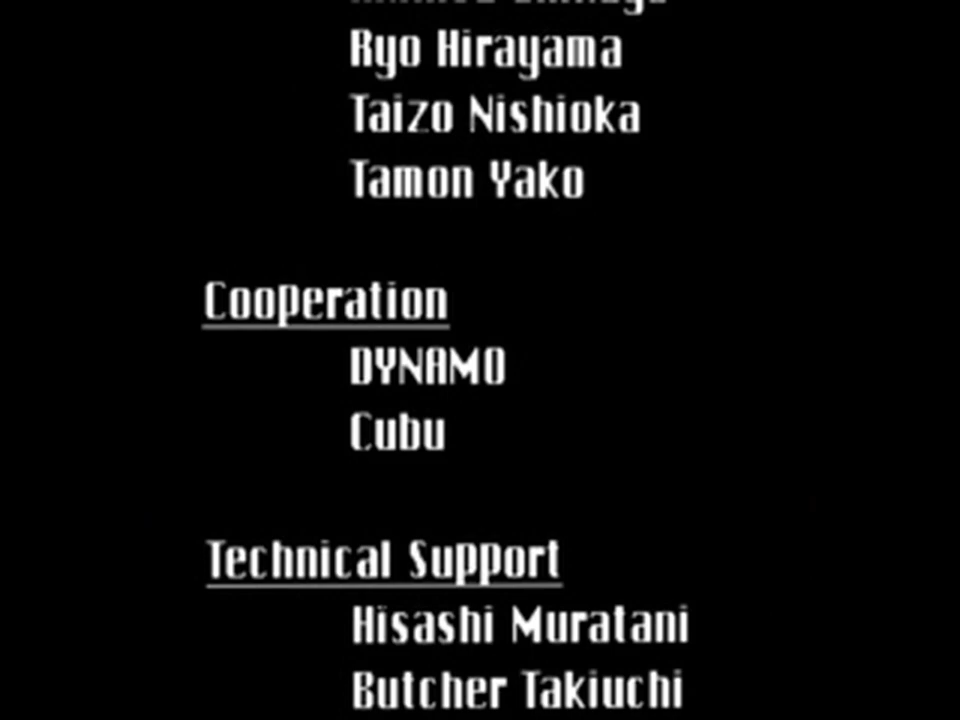 Ryo Hirayama
Taizo Nishioka
Tamon Yako
Cooperation
DYNAMO
Cubu
Technical Support
Hisashi Muratani
Butcher Takiuchi